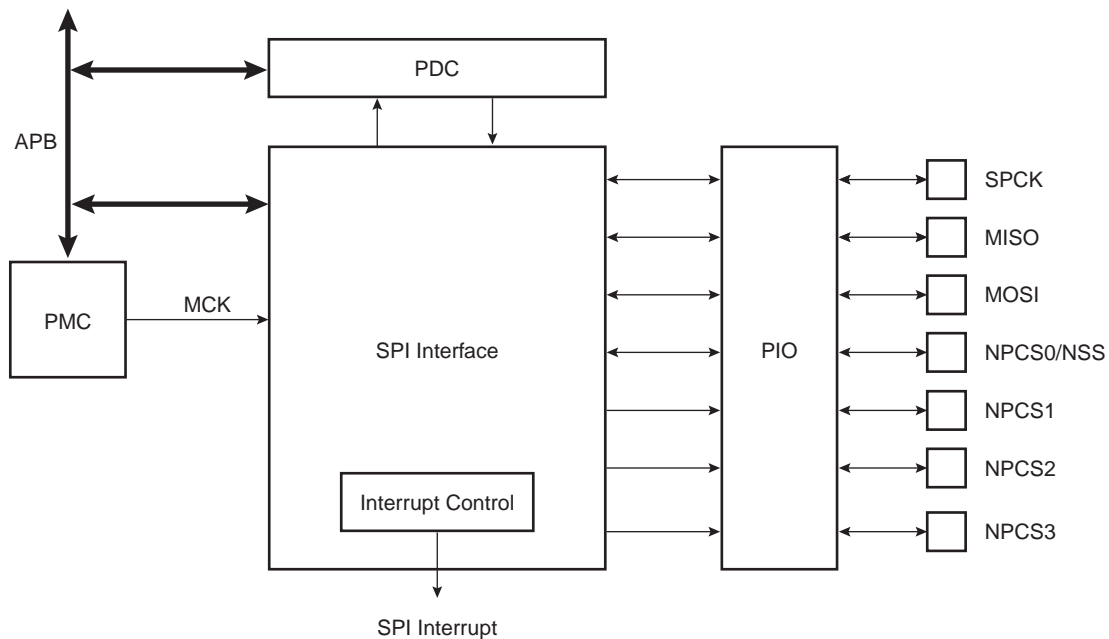 PDC
APB
SPCK
MISO
MOSI
MCK
PMC
SPI Interface
PIO
NPCS0/NSS
NPCS1
NPCS2
Interrupt Control
NPCS3
SPI Interrupt